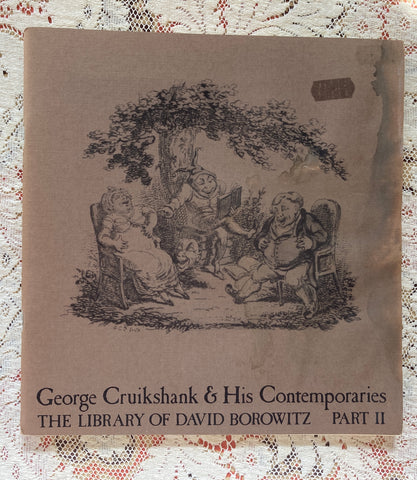 George Cruikshank & His Contemporaries
THE LIBRARY OF DAVID BOROWITZ PART II